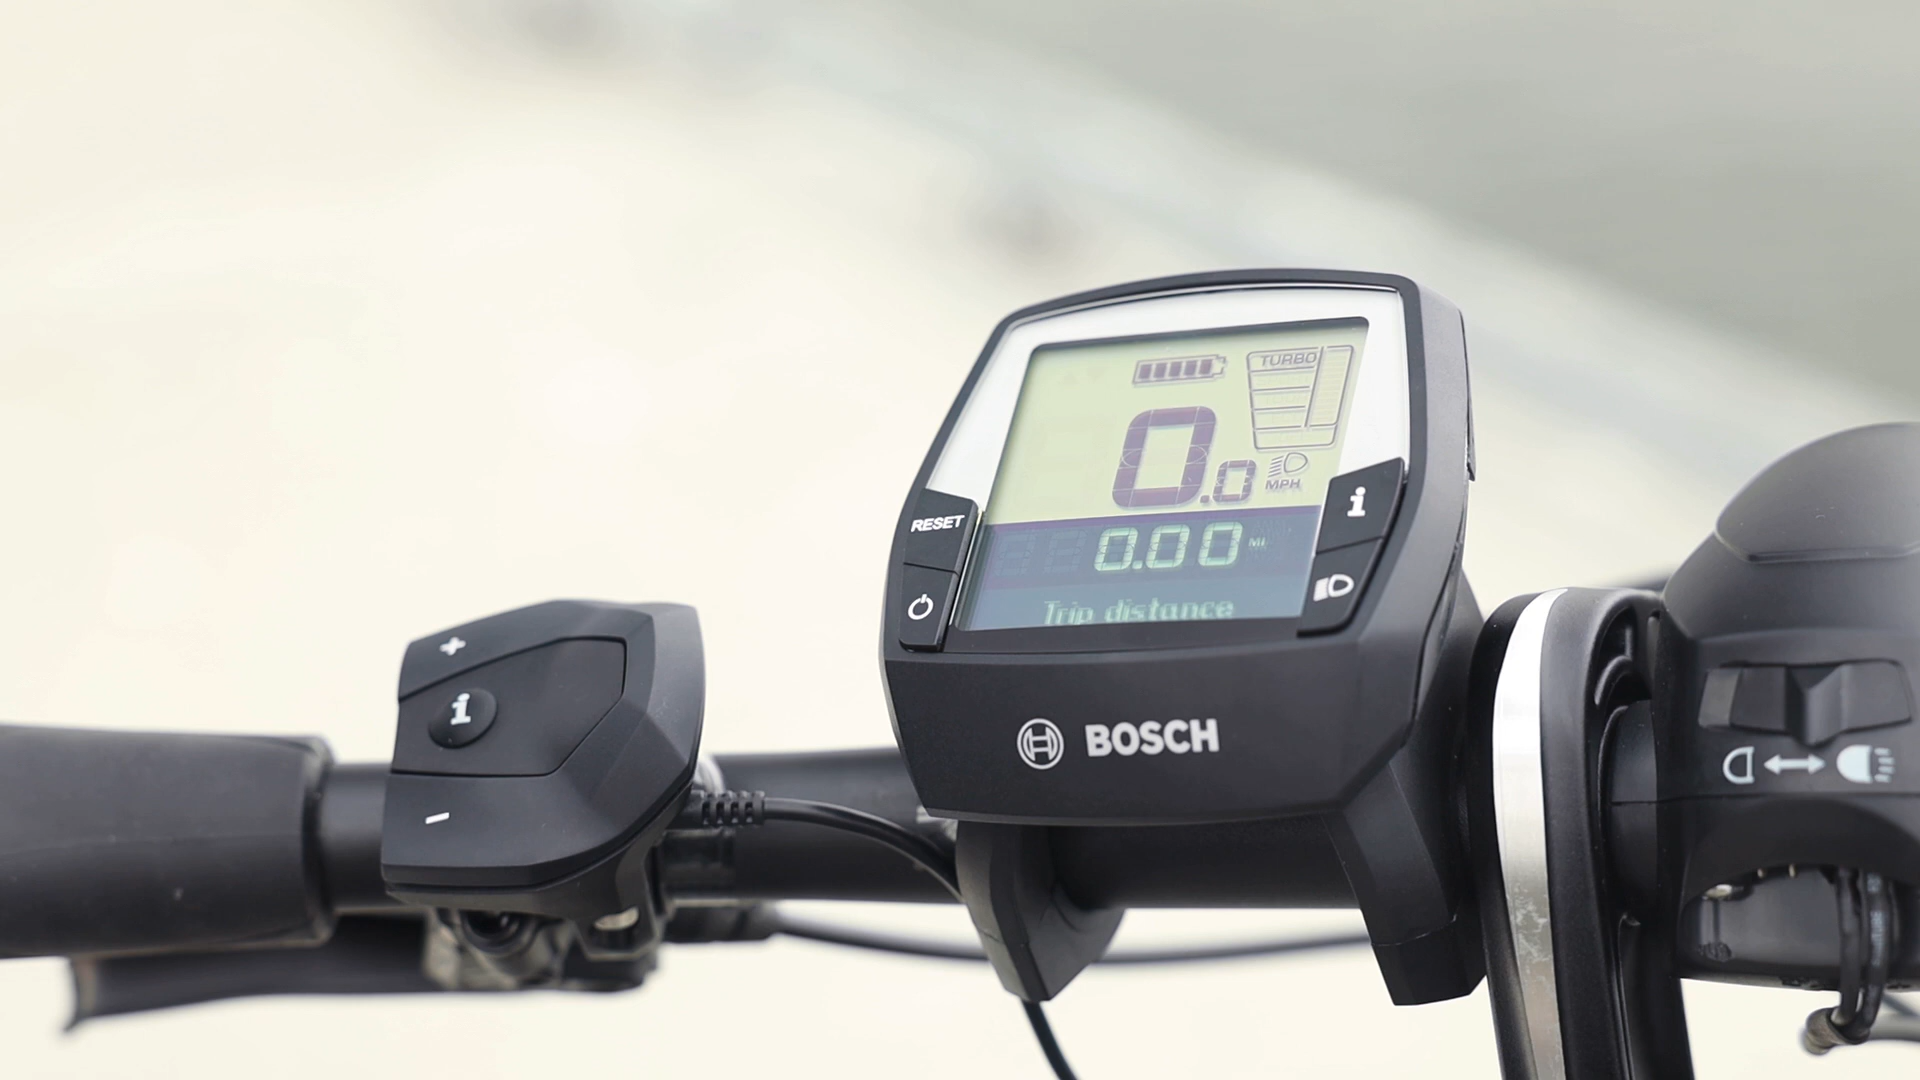 TURBO
0.0
MPH
i
RESET
0.00
MI
Trip distance
+
i
-
BOSCH